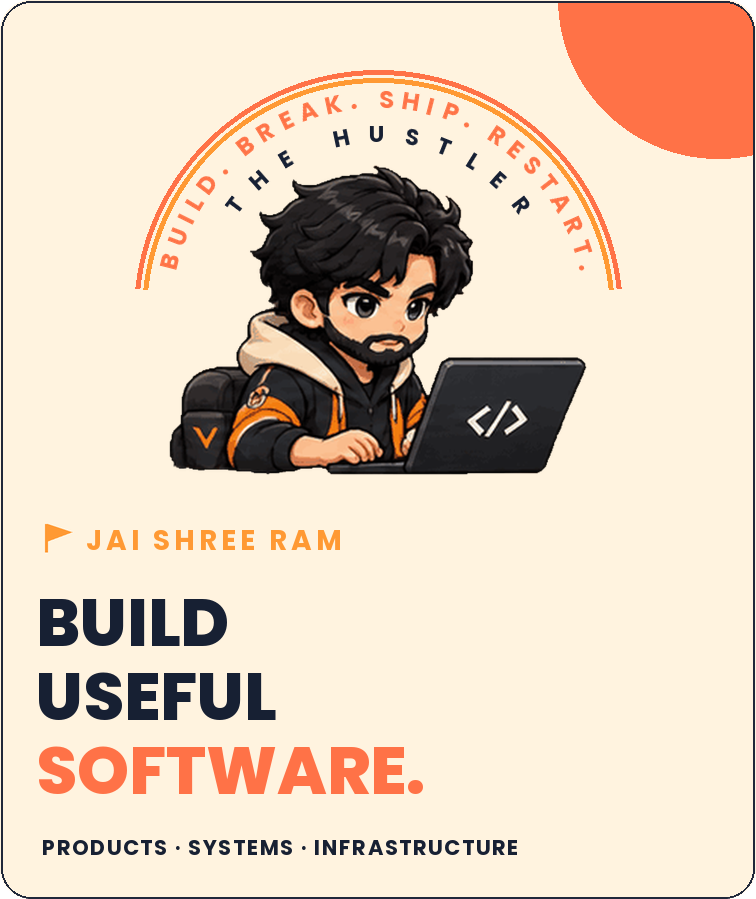 BUILD. BREAK. SHIP. RESTART.
THE HUSTLER
</>
JAI SHREE RAM
BUILD
USEFUL
SOFTWARE.
PRODUCTS · SYSTEMS · INFRASTRUCTURE